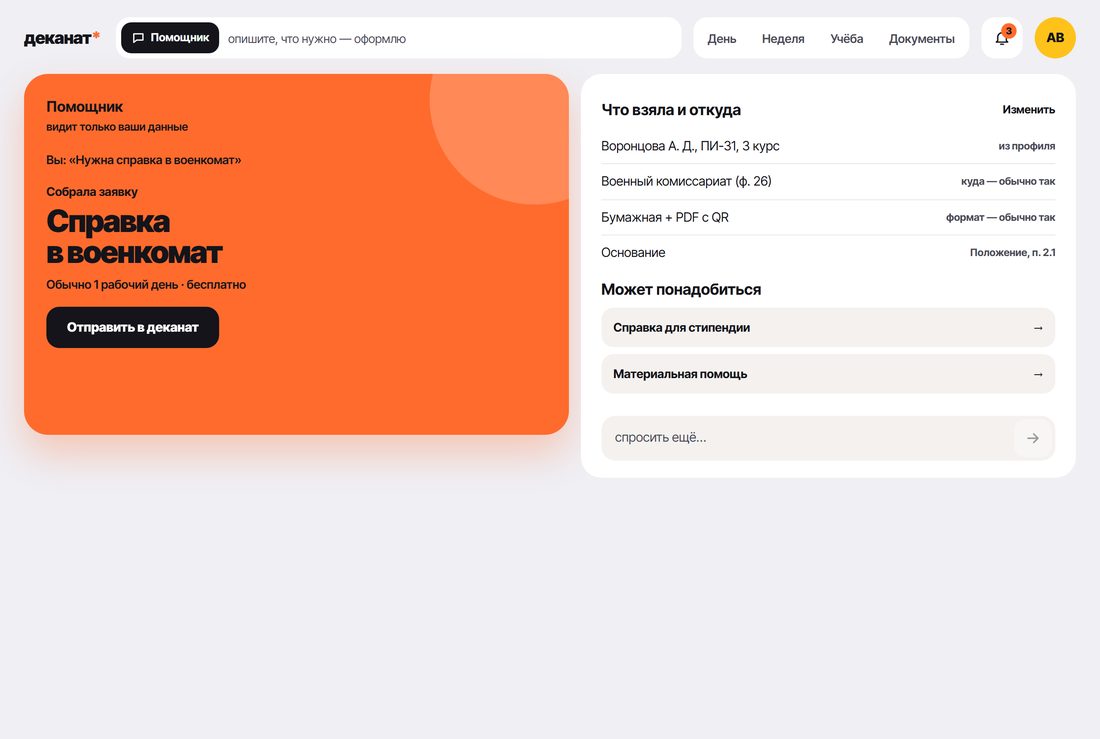 деканат*
Помощник
опишите, что нужно — оформлю
День
Неделя
Учёба
Документы
3
АВ
Помощник
видит только ваши данные
Вы: «Нужна справка в военкомат»
Собрала заявку
Справка
в военкомат
Обычно 1 рабочий день · бесплатно
Отправить в деканат
Что взяла и откуда
Изменить
Воронцова А. Д., ПИ-31, 3 курс
из профиля
Военный комиссариат (ф. 26)
куда — обычно так
Бумажная + PDF с QR
формат — обычно так
Основание
Положение, п. 2.1
Может понадобиться
Справка для стипендии →
Материальная помощь →
спросить ещё... →